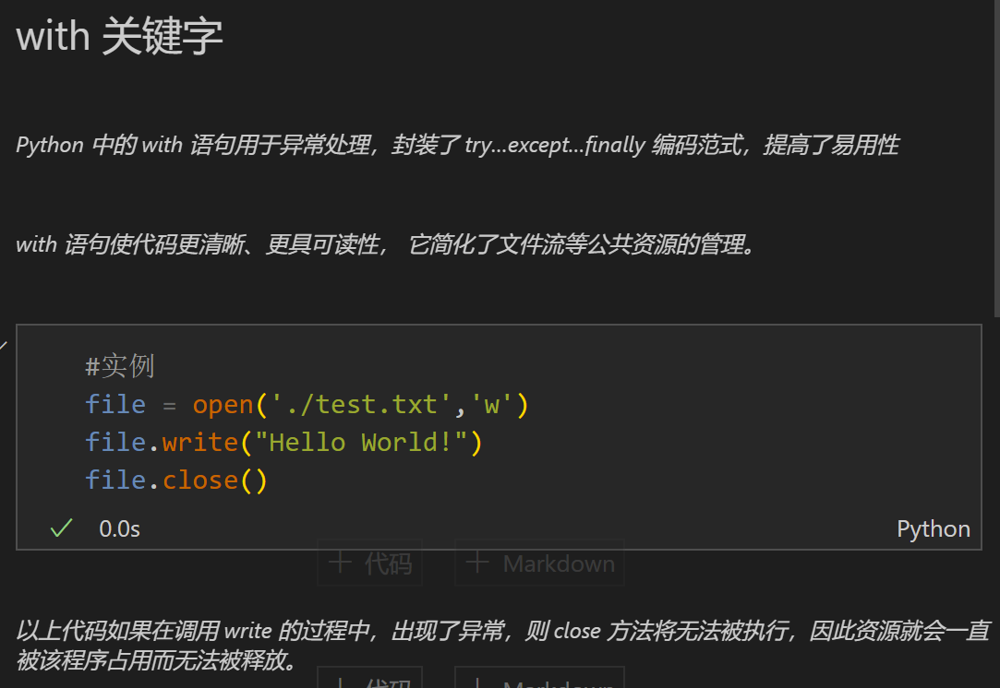 with 关键字
Python 中的 with 语句用于异常处理，封装了 try…except…finally 编码范式，提高了易用性
with 语句使代码更清晰、更具可读性， 它简化了文件流等公共资源的管理。
#实例
file = open('./test.txt','w')
file.write("Hello World!")
file.close()
0.0s Python
代码 Markdown
以上代码如果在调用 write 的过程中，出现了异常，则 close 方法将无法被执行，因此资源就会一直
被该程序占用而无法被释放。
代码 Markdown